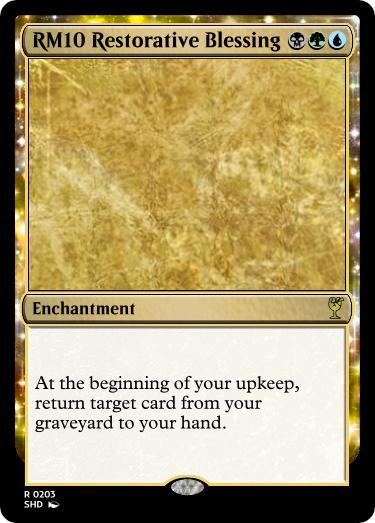 RM10 Restorative Blessing
Enchantment
At the beginning of your upkeep,
return target card from your
graveyard to your hand.
R 0203
SHD